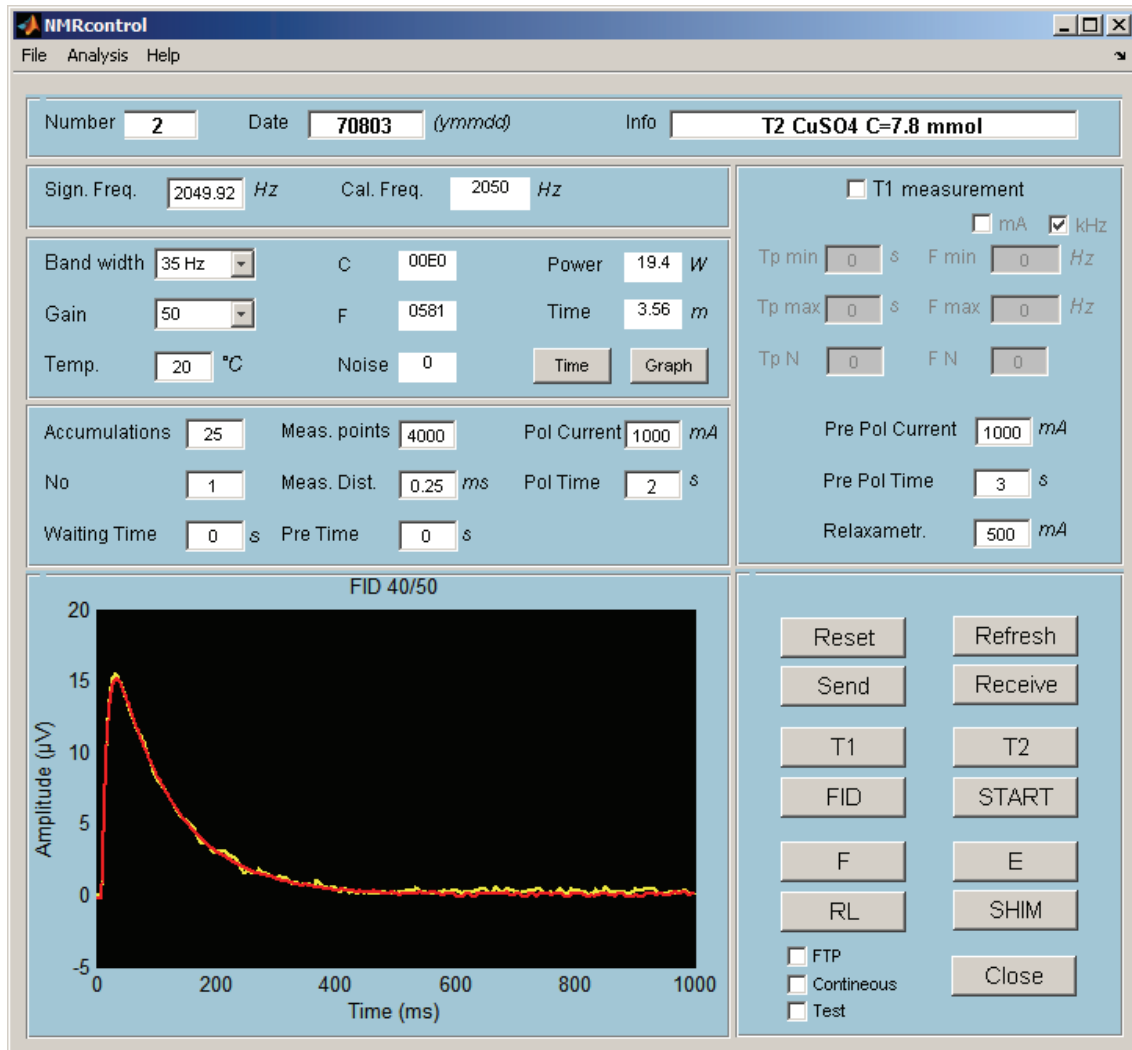 NMRcontrol
File Analysis Help
Number 2 Date 70803 (ymmdd) Info T2 CuSO4 C=7.8 mmol
Sign. Freq. 2049.92 Hz Cal. Freq. 2050 Hz
Band width 35 Hz C 00E0 Power 19.4 W
Gain 50 F 0581 Time 3.56 m
Temp. 20 °C Noise 0 Time Graph
Accumulations 25 Meas. points 4000 Pol Current 1000 mA
No 1 Meas. Dist. 0.25 ms Pol Time 2 s
Waiting Time 0 s Pre Time 0 s
T1 measurement
mA kHz
Tp min 0 s F min 0 Hz
Tp max 0 s F max 0 Hz
Tp N 0 F N 0
Pre Pol Current 1000 mA
Pre Pol Time 3 s
Relaxametr. 500 mA
FID 40/50
Amplitude (µV)
20
15
10
5
0
-5
0 200 400 600 800 1000
Time (ms)
Reset Refresh
Send Receive
T1 T2
FID START
F E
RL SHIM
FTP
Contineous
Test
Close